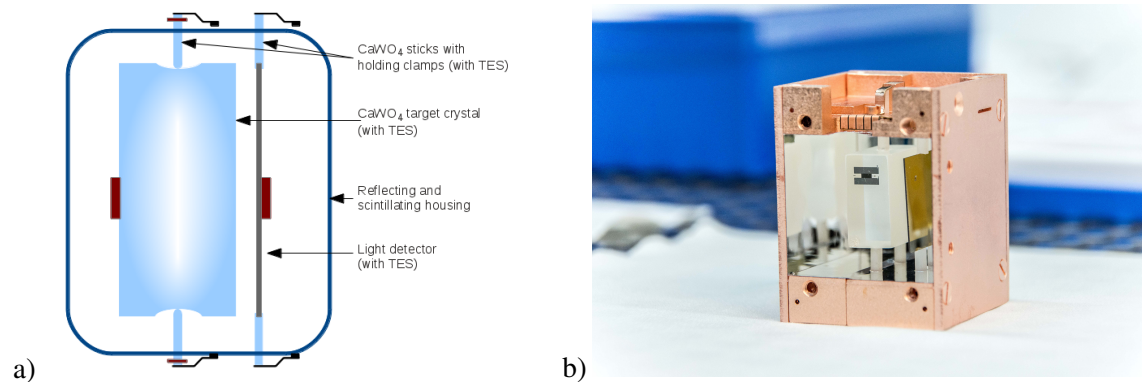 CaWO₄ sticks with
holding clamps (with TES)
CaWO₄ target crystal
(with TES)
Reflecting and
scintillating housing
Light detector
(with TES)
a)
b)